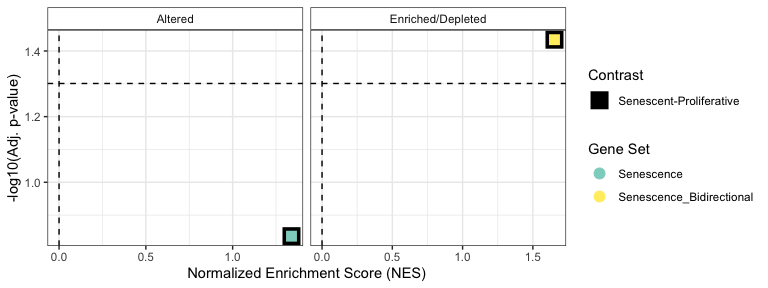 Altered
Enriched/Depleted
1.4
1.2
1.0
-log10(Adj. p-value)
0.0
0.5
1.0
0.0
0.5
1.0
1.5
Normalized Enrichment Score (NES)
Contrast
Senescent-Proliferative
Gene Set
Senescence
Senescence_Bidirectional